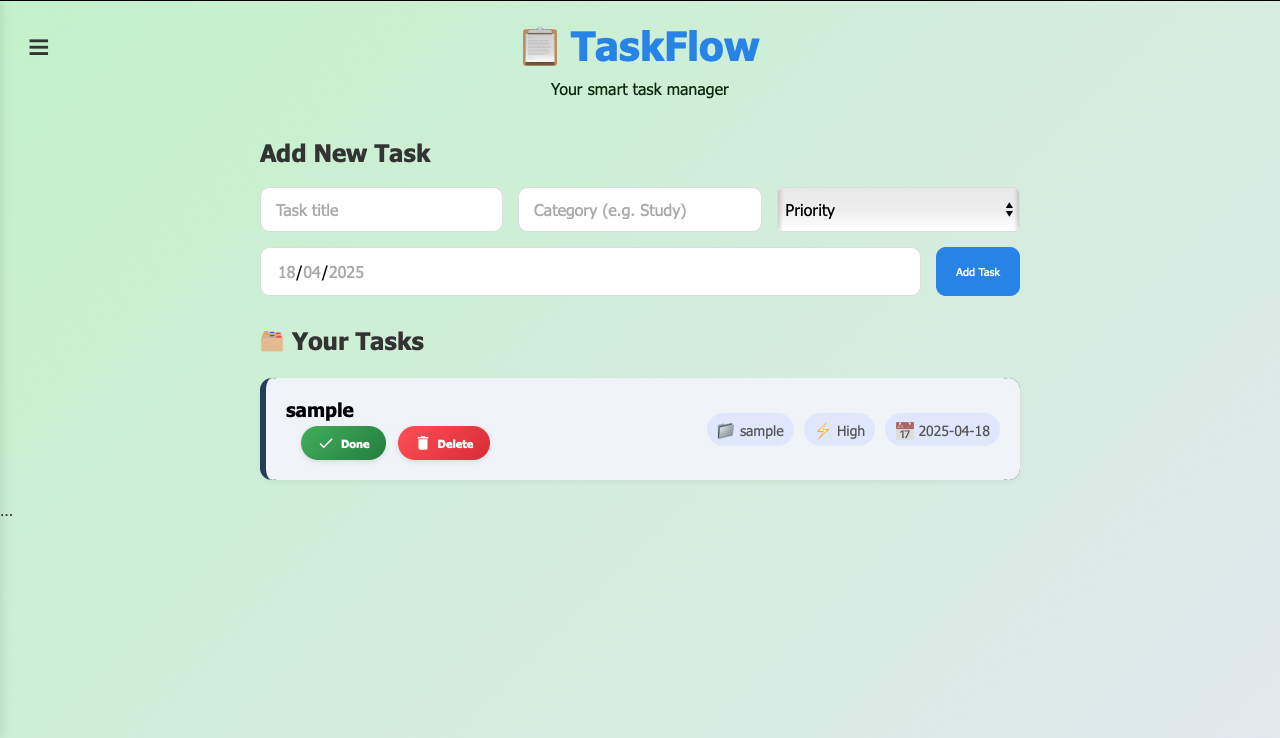 TaskFlow
Your smart task manager
Add New Task
Task title
Category (e.g. Study)
Priority
18/04/2025
Add Task
Your Tasks
sample
Done
Delete
sample
High
2025-04-18
...